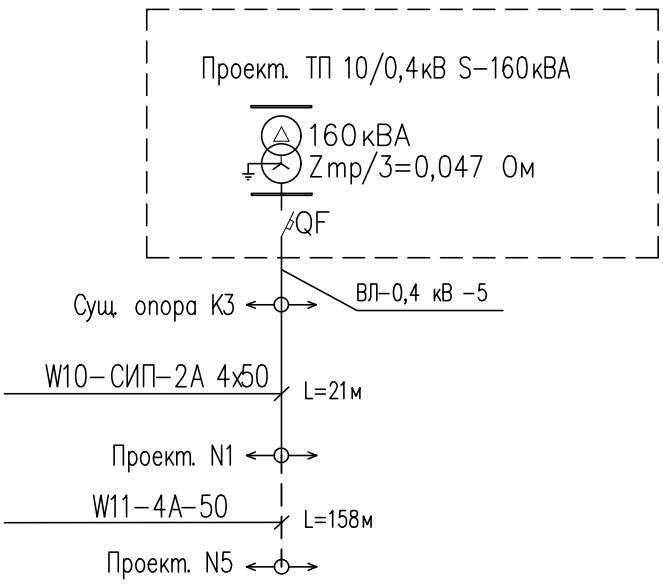 Проект. ТП 10/0,4кВ S-160кВА
160кВА
Zтр/3=0,047 Ом
QF
ВЛ-0,4 кВ -5
Сущ. опора К3
W10-СИП-2А 4х50
L=21м
Проект. N1
W11-4А-50
L=158м
Проект. N5